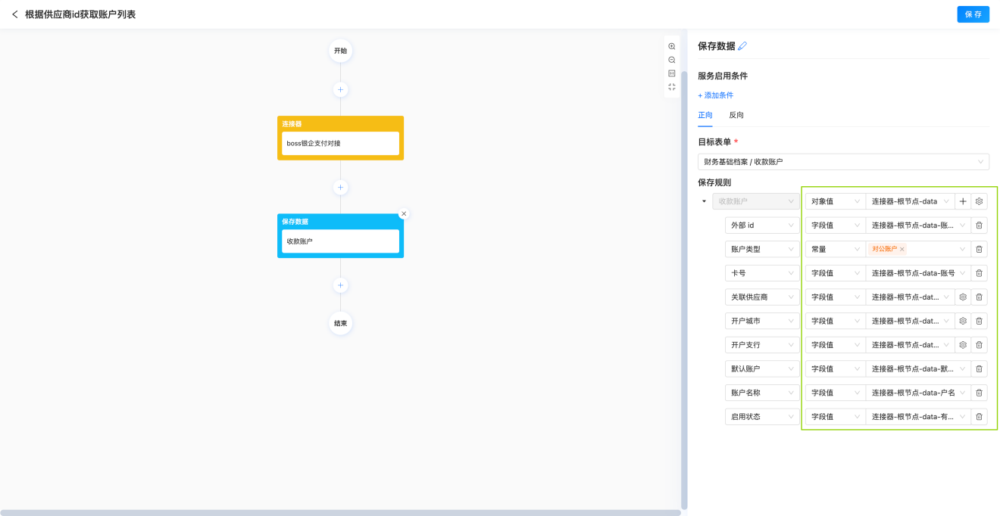 根据供应商id获取账户列表
保 存
开始
连接器
boss银企支付对接
保存数据
收款账户
结束
保存数据
服务启用条件
+ 添加条件
正向 反向
目标表单 *
财务基础档案 / 收款账户
保存规则
收款账户 对象值 连接器-根节点-data
外部 id 字段值 连接器-根节点-data-账...
账户类型 常量 对公账户 ×
卡号 字段值 连接器-根节点-data-账号
关联供应商 字段值 连接器-根节点-dat...
开户城市 字段值 连接器-根节点-dat...
开户支行 字段值 连接器-根节点-dat...
默认账户 字段值 连接器-根节点-data-默...
账户名称 字段值 连接器-根节点-data-户名
启用状态 字段值 连接器-根节点-data-有...